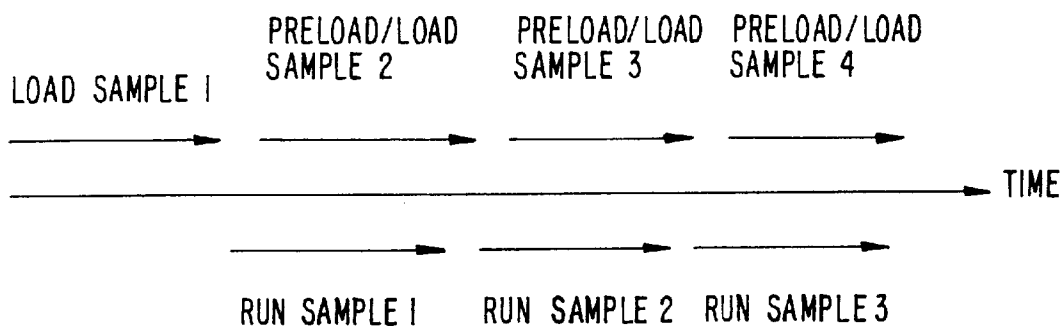 LOAD SAMPLE 1
PRELOAD/LOAD
SAMPLE 2
PRELOAD/LOAD
SAMPLE 3
PRELOAD/LOAD
SAMPLE 4
TIME
RUN SAMPLE 1
RUN SAMPLE 2
RUN SAMPLE 3